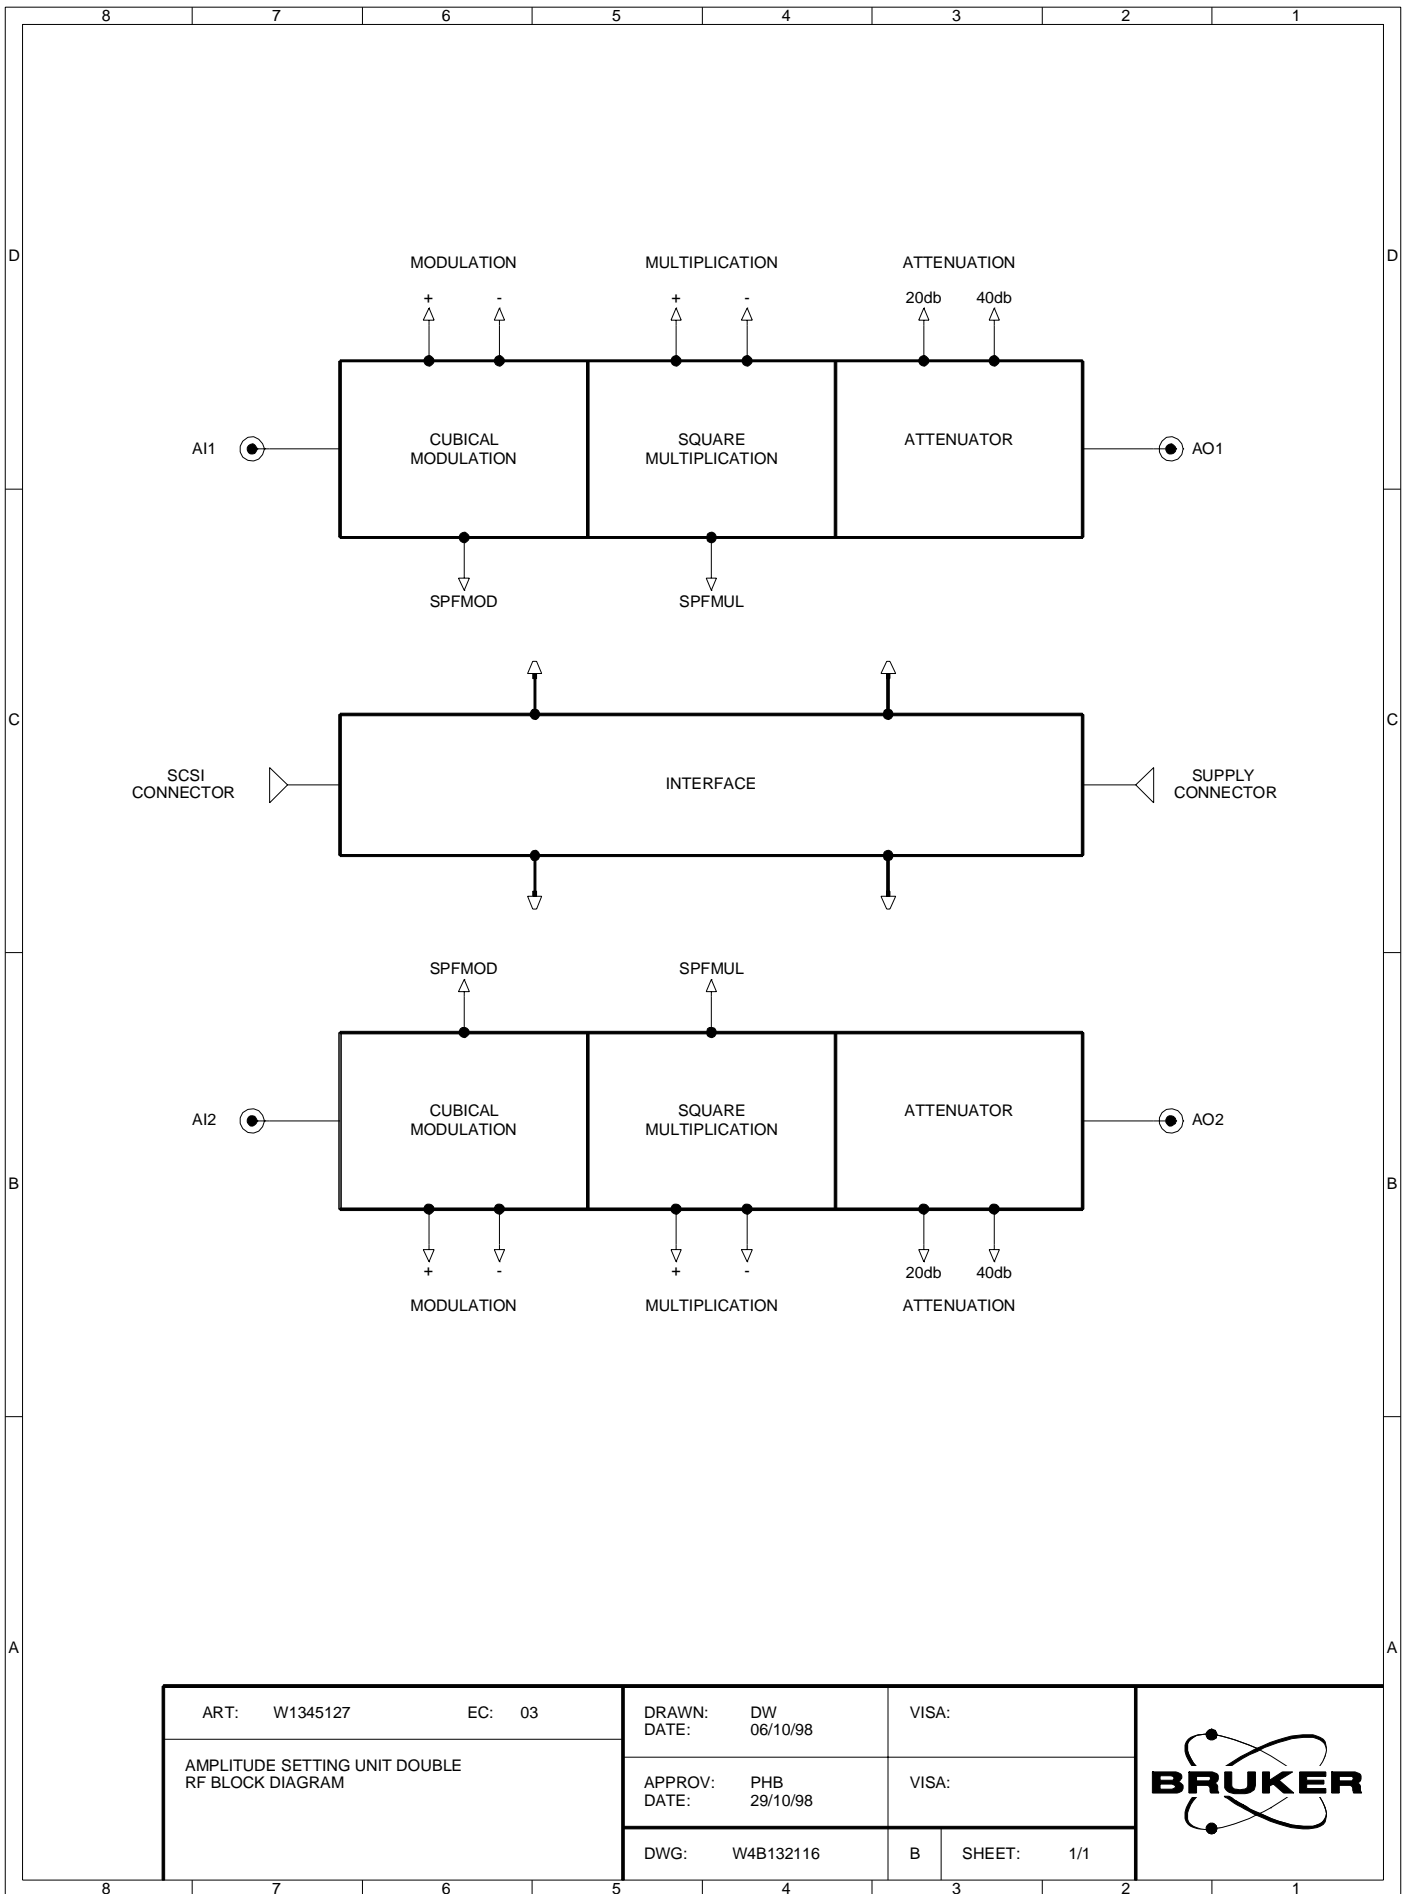 8 7 6 5 4 3 2 1
D D
MODULATION MULTIPLICATION ATTENUATION
+ - + - 20db 40db
AI1
CUBICAL
MODULATION
SQUARE
MULTIPLICATION
ATTENUATOR
AO1
SPFMOD SPFMUL
C C
SCSI
CONNECTOR
INTERFACE
SUPPLY
CONNECTOR
SPFMOD SPFMUL
AI2
CUBICAL
MODULATION
SQUARE
MULTIPLICATION
ATTENUATOR
AO2
B B
+ - + - 20db 40db
MODULATION MULTIPLICATION ATTENUATION
A A
ART: W1345127 EC: 03
AMPLITUDE SETTING UNIT DOUBLE
RF BLOCK DIAGRAM
DRAWN: DW
DATE: 06/10/98
VISA:
APPROV: PHB
DATE: 29/10/98
VISA:
DWG: W4B132116 B SHEET: 1/1
BRUKER
8 7 6 5 4 3 2 1